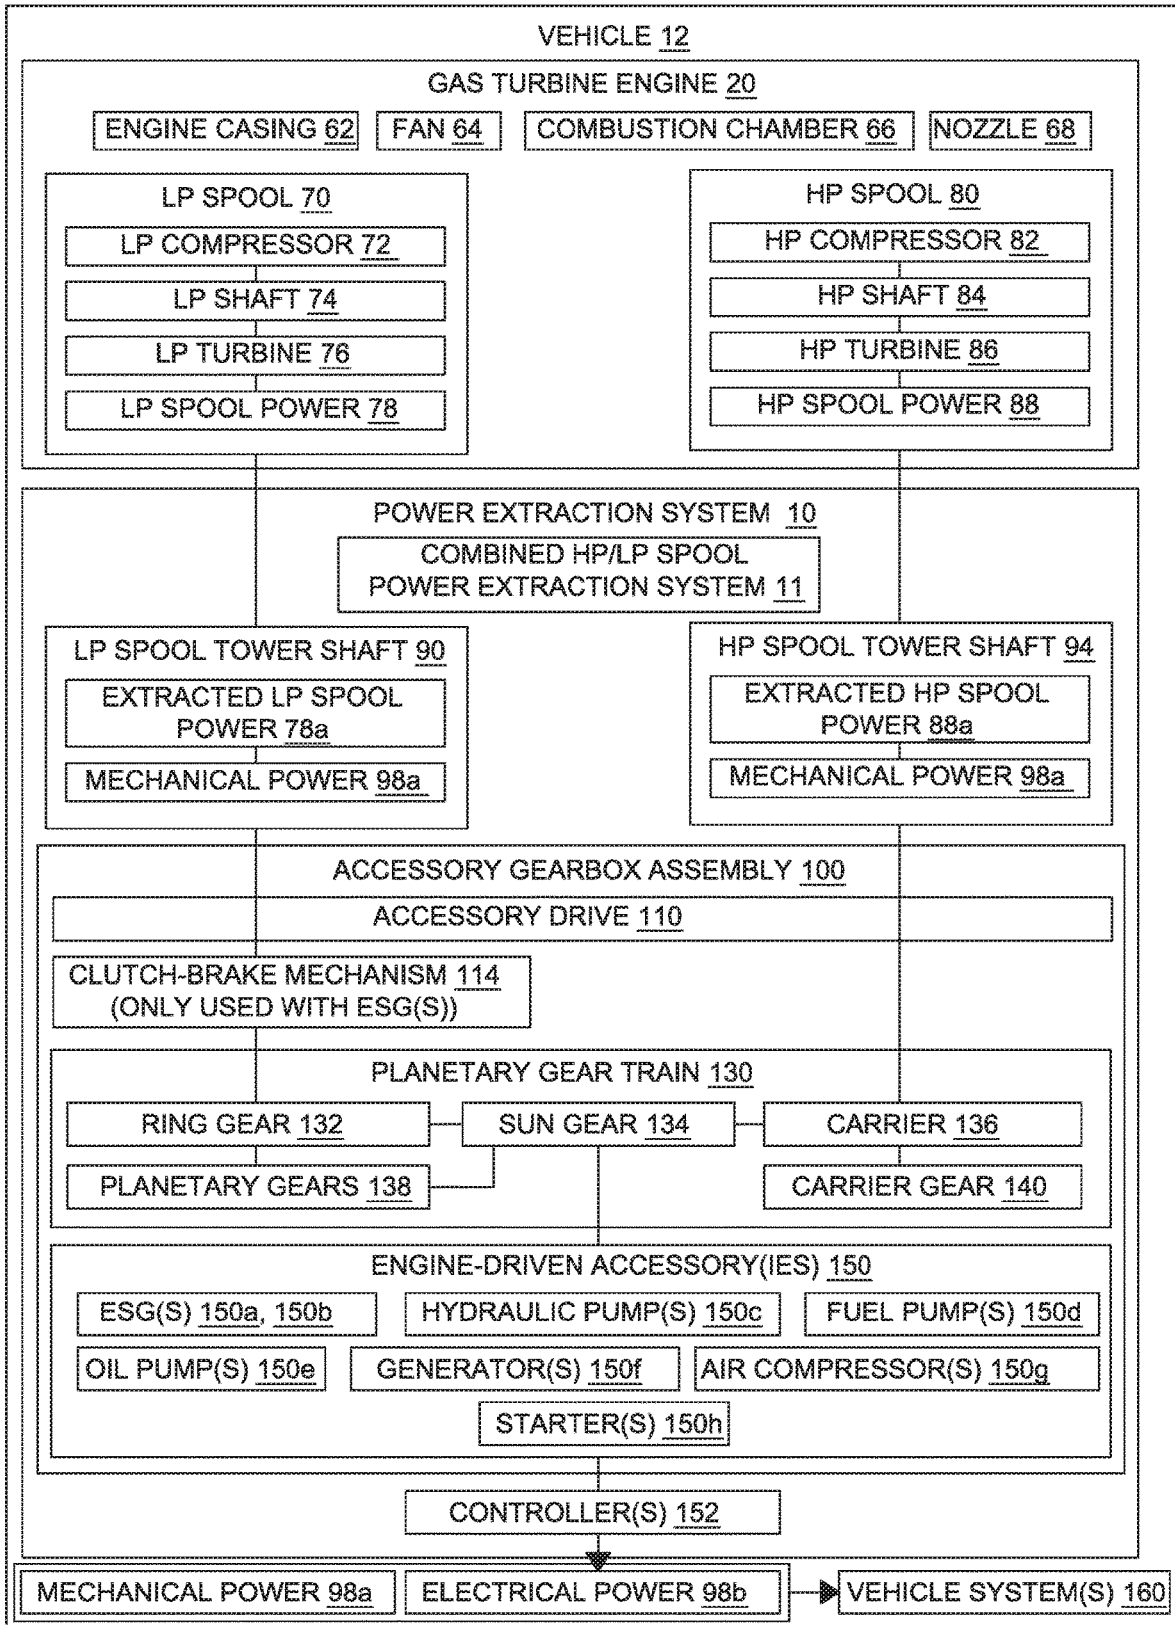 VEHICLE 12
GAS TURBINE ENGINE 20
ENGINE CASING 62
FAN 64
COMBUSTION CHAMBER 66
NOZZLE 68
LP SPOOL 70
LP COMPRESSOR 72
LP SHAFT 74
LP TURBINE 76
LP SPOOL POWER 78
HP SPOOL 80
HP COMPRESSOR 82
HP SHAFT 84
HP TURBINE 86
HP SPOOL POWER 88
POWER EXTRACTION SYSTEM 10
COMBINED HP/LP SPOOL
POWER EXTRACTION SYSTEM 11
LP SPOOL TOWER SHAFT 90
EXTRACTED LP SPOOL
POWER 78a
MECHANICAL POWER 98a
HP SPOOL TOWER SHAFT 94
EXTRACTED HP SPOOL
POWER 88a
MECHANICAL POWER 98a
ACCESSORY GEARBOX ASSEMBLY 100
ACCESSORY DRIVE 110
CLUTCH-BRAKE MECHANISM 114
(ONLY USED WITH ESG(S))
PLANETARY GEAR TRAIN 130
RING GEAR 132
SUN GEAR 134
CARRIER 136
PLANETARY GEARS 138
CARRIER GEAR 140
ENGINE-DRIVEN ACCESSORY(IES) 150
ESG(S) 150a, 150b
HYDRAULIC PUMP(S) 150c
FUEL PUMP(S) 150d
OIL PUMP(S) 150e
GENERATOR(S) 150f
AIR COMPRESSOR(S) 150g
STARTER(S) 150h
CONTROLLER(S) 152
MECHANICAL POWER 98a
ELECTRICAL POWER 98b
VEHICLE SYSTEM(S) 160